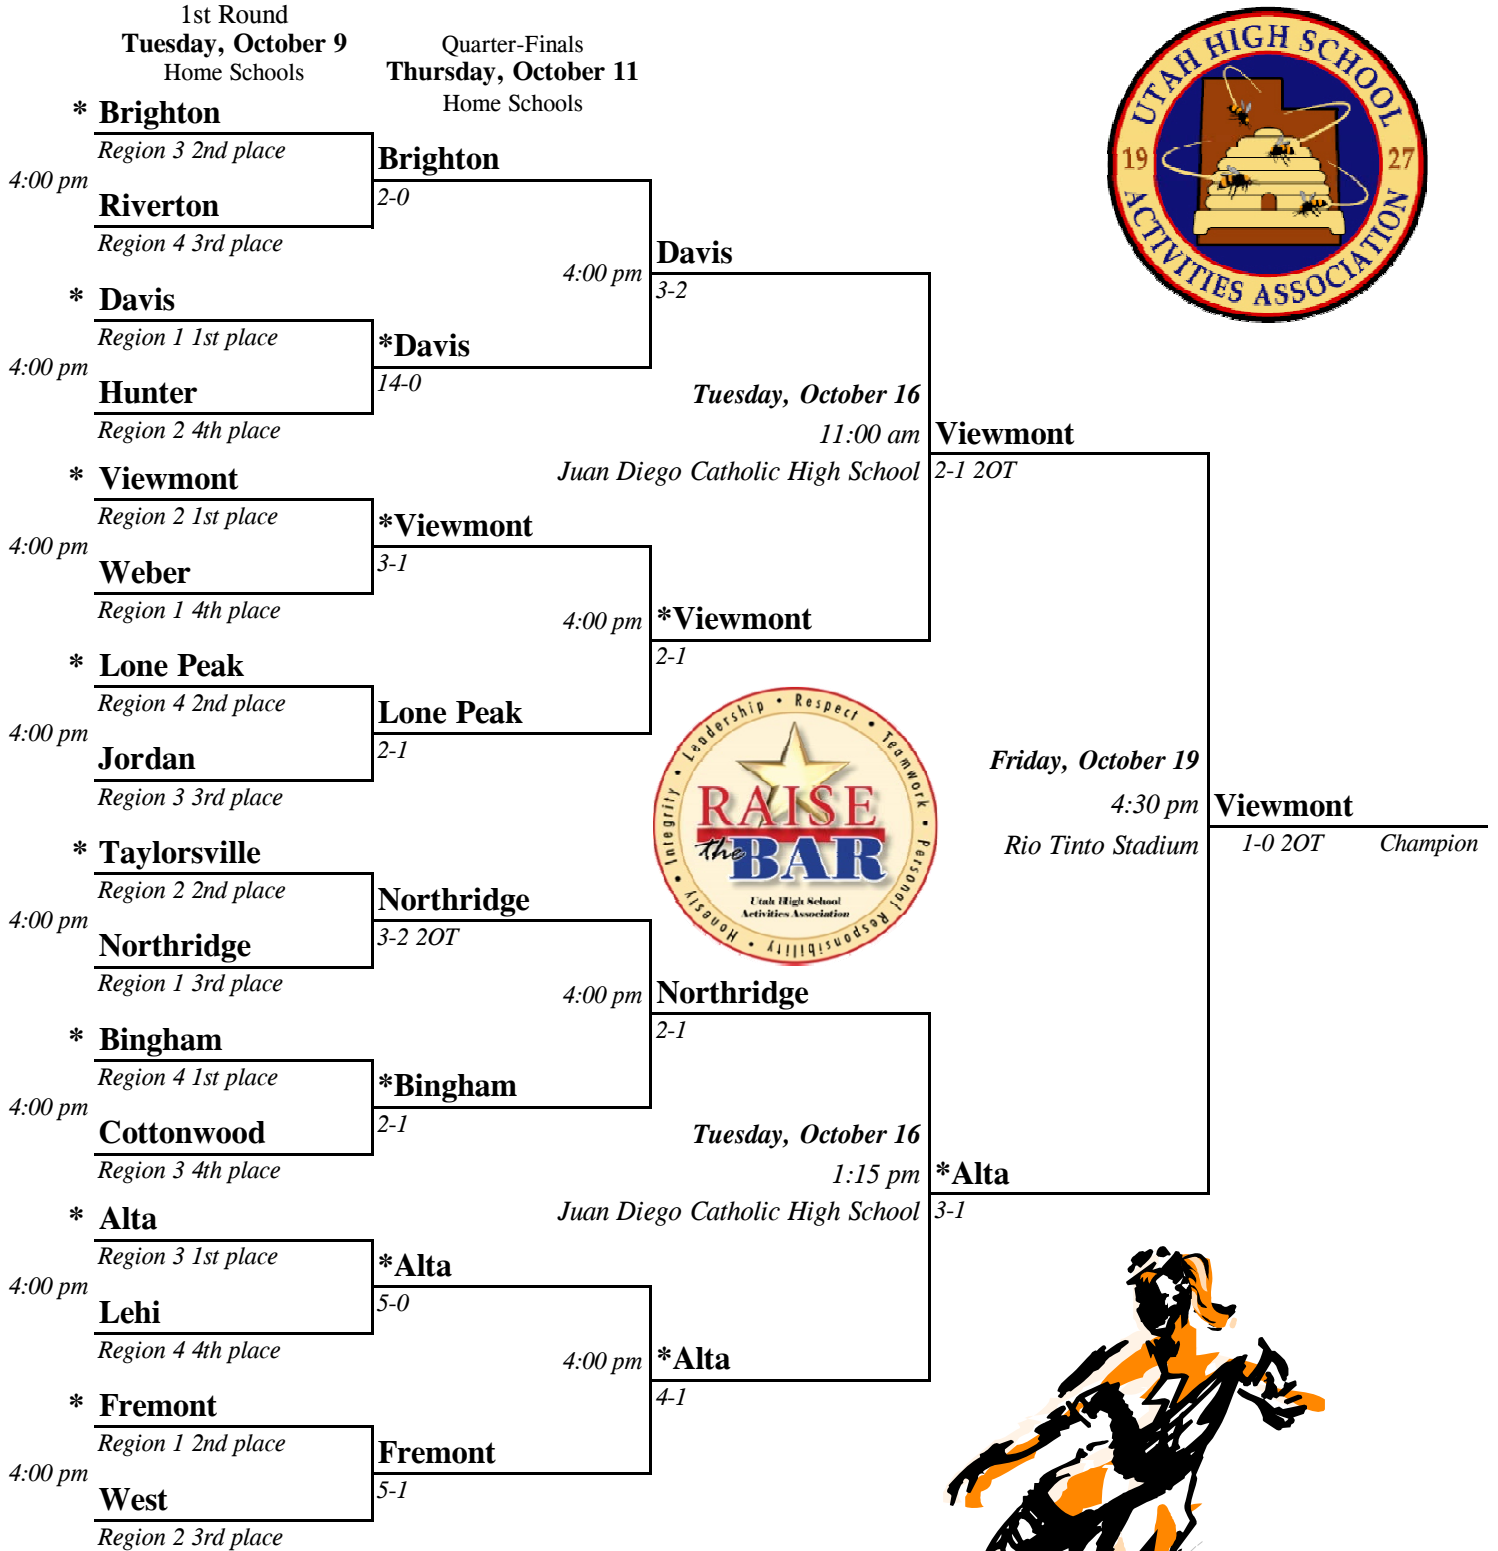 1st Round
Tuesday, October 9
Home Schools
Quarter-Finals
Thursday, October 11
Home Schools
UTAH HIGH SCHOOL
19 27
ACTIVITIES ASSOCIATION
* Brighton
Region 3 2nd place
4:00 pm
Riverton
Region 4 3rd place
* Davis
Region 1 1st place
4:00 pm
Hunter
Region 2 4th place
* Viewmont
Region 2 1st place
4:00 pm
Weber
Region 1 4th place
* Lone Peak
Region 4 2nd place
4:00 pm
Jordan
Region 3 3rd place
* Taylorsville
Region 2 2nd place
4:00 pm
Northridge
Region 1 3rd place
* Bingham
Region 4 1st place
4:00 pm
Cottonwood
Region 3 4th place
* Alta
Region 3 1st place
4:00 pm
Lehi
Region 4 4th place
* Fremont
Region 1 2nd place
4:00 pm
West
Region 2 3rd place
Brighton
2-0
4:00 pm
*Davis
14-0
*Viewmont
3-1
4:00 pm
Lone Peak
2-1
Northridge
3-2 2OT
4:00 pm
*Bingham
2-1
*Alta
5-0
4:00 pm
Fremont
5-1
Davis
3-2
Tuesday, October 16
11:00 am
Juan Diego Catholic High School
*Viewmont
2-1
Leadership • Respect • Teamwork • Personal Responsibility • Honesty • Integrity •
RAISE
the BAR
Utah High School
Activities Association
Northridge
2-1
Tuesday, October 16
1:15 pm
Juan Diego Catholic High School
*Alta
4-1
Viewmont
2-1 2OT
Friday, October 19
4:30 pm
Rio Tinto Stadium
*Alta
3-1
Viewmont
1-0 2OT Champion